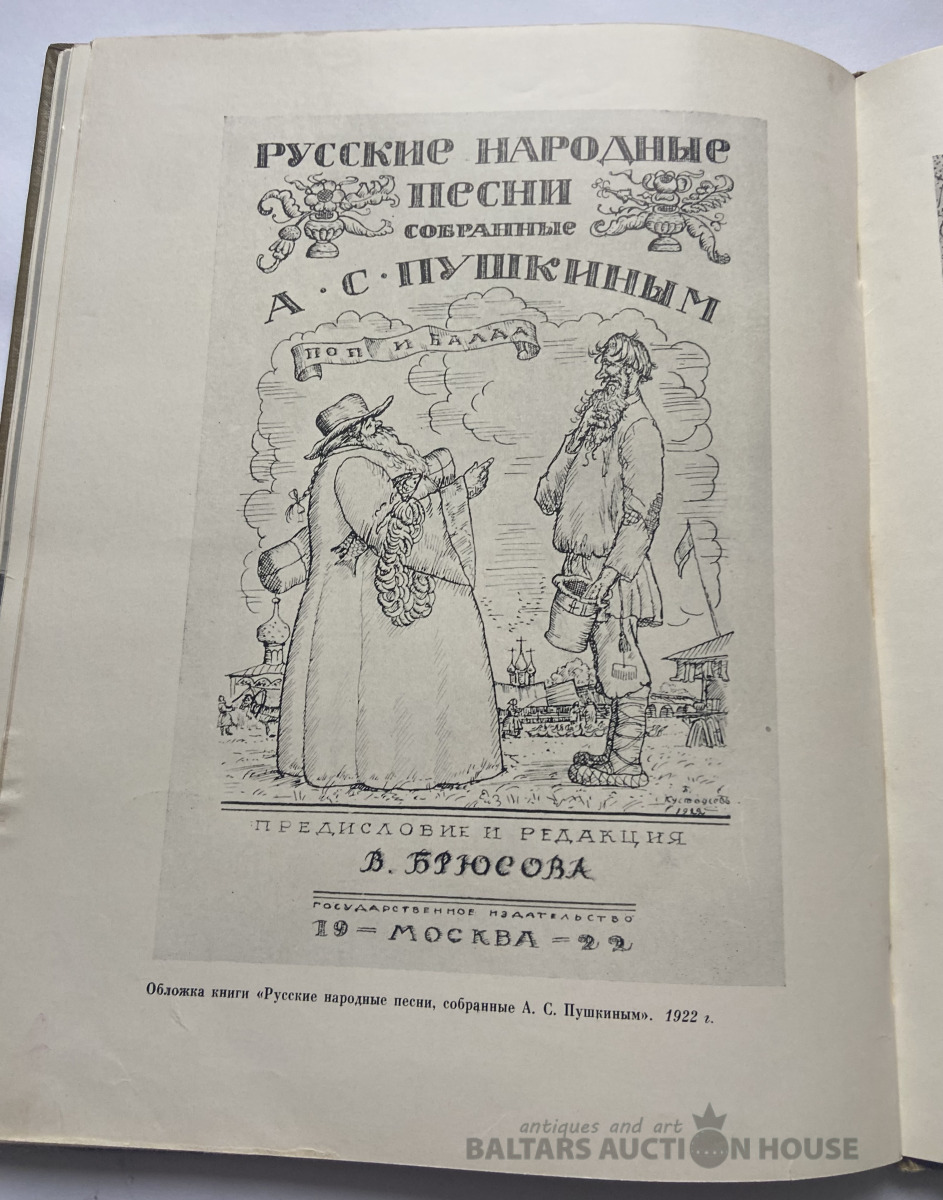 РУССКИЕ НАРОДНЫЕ
ПЕСНИ
СОБРАННЫЕ
А · С · ПУШКИНЫМ
ПОП И БАЛДА
Б. Кустодiевъ
1922
ПРЕДИСЛОВИЕ И РЕДАКЦИЯ
В. БРЮСОВА
ГОСУДАРСТВЕННОЕ ИЗДАТЕЛЬСТВО
19 = МОСКВА = 22
Обложка книги «Русские народные песни, собранные А. С. Пушкиным». 1922 г.
antiques and art
BALTARS AUCTION HOUSE